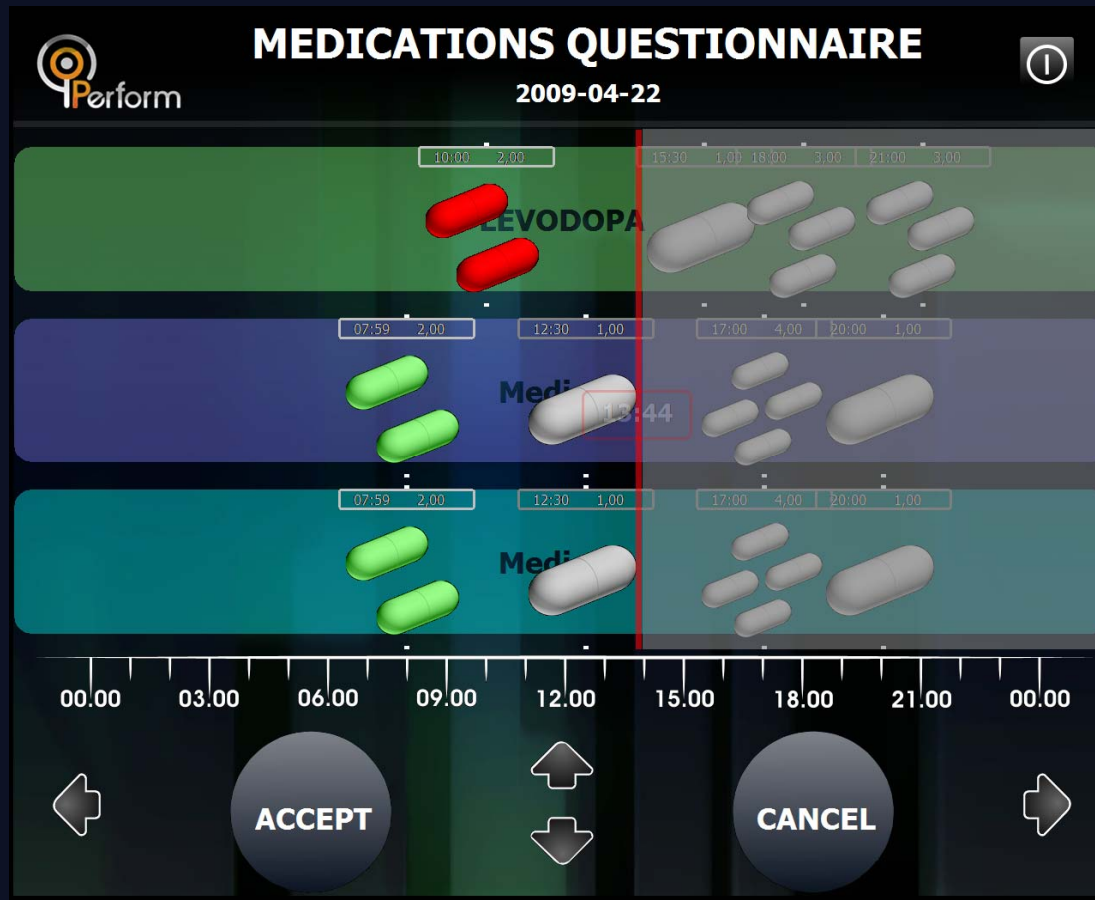 MEDICATIONS QUESTIONNAIRE
Perform
2009-04-22
10:00 2,00
15:30 1,00 18:00 3,00 21:00 3,00
LEVODOPA
07:59 2,00 12:30 1,00 17:00 4,00 20:00 1,00
Medi
13:44
07:59 2,00 12:30 1,00 17:00 4,00 20:00 1,00
Medi
00.00 03.00 06.00 09.00 12.00 15.00 18.00 21.00 00.00
ACCEPT
CANCEL